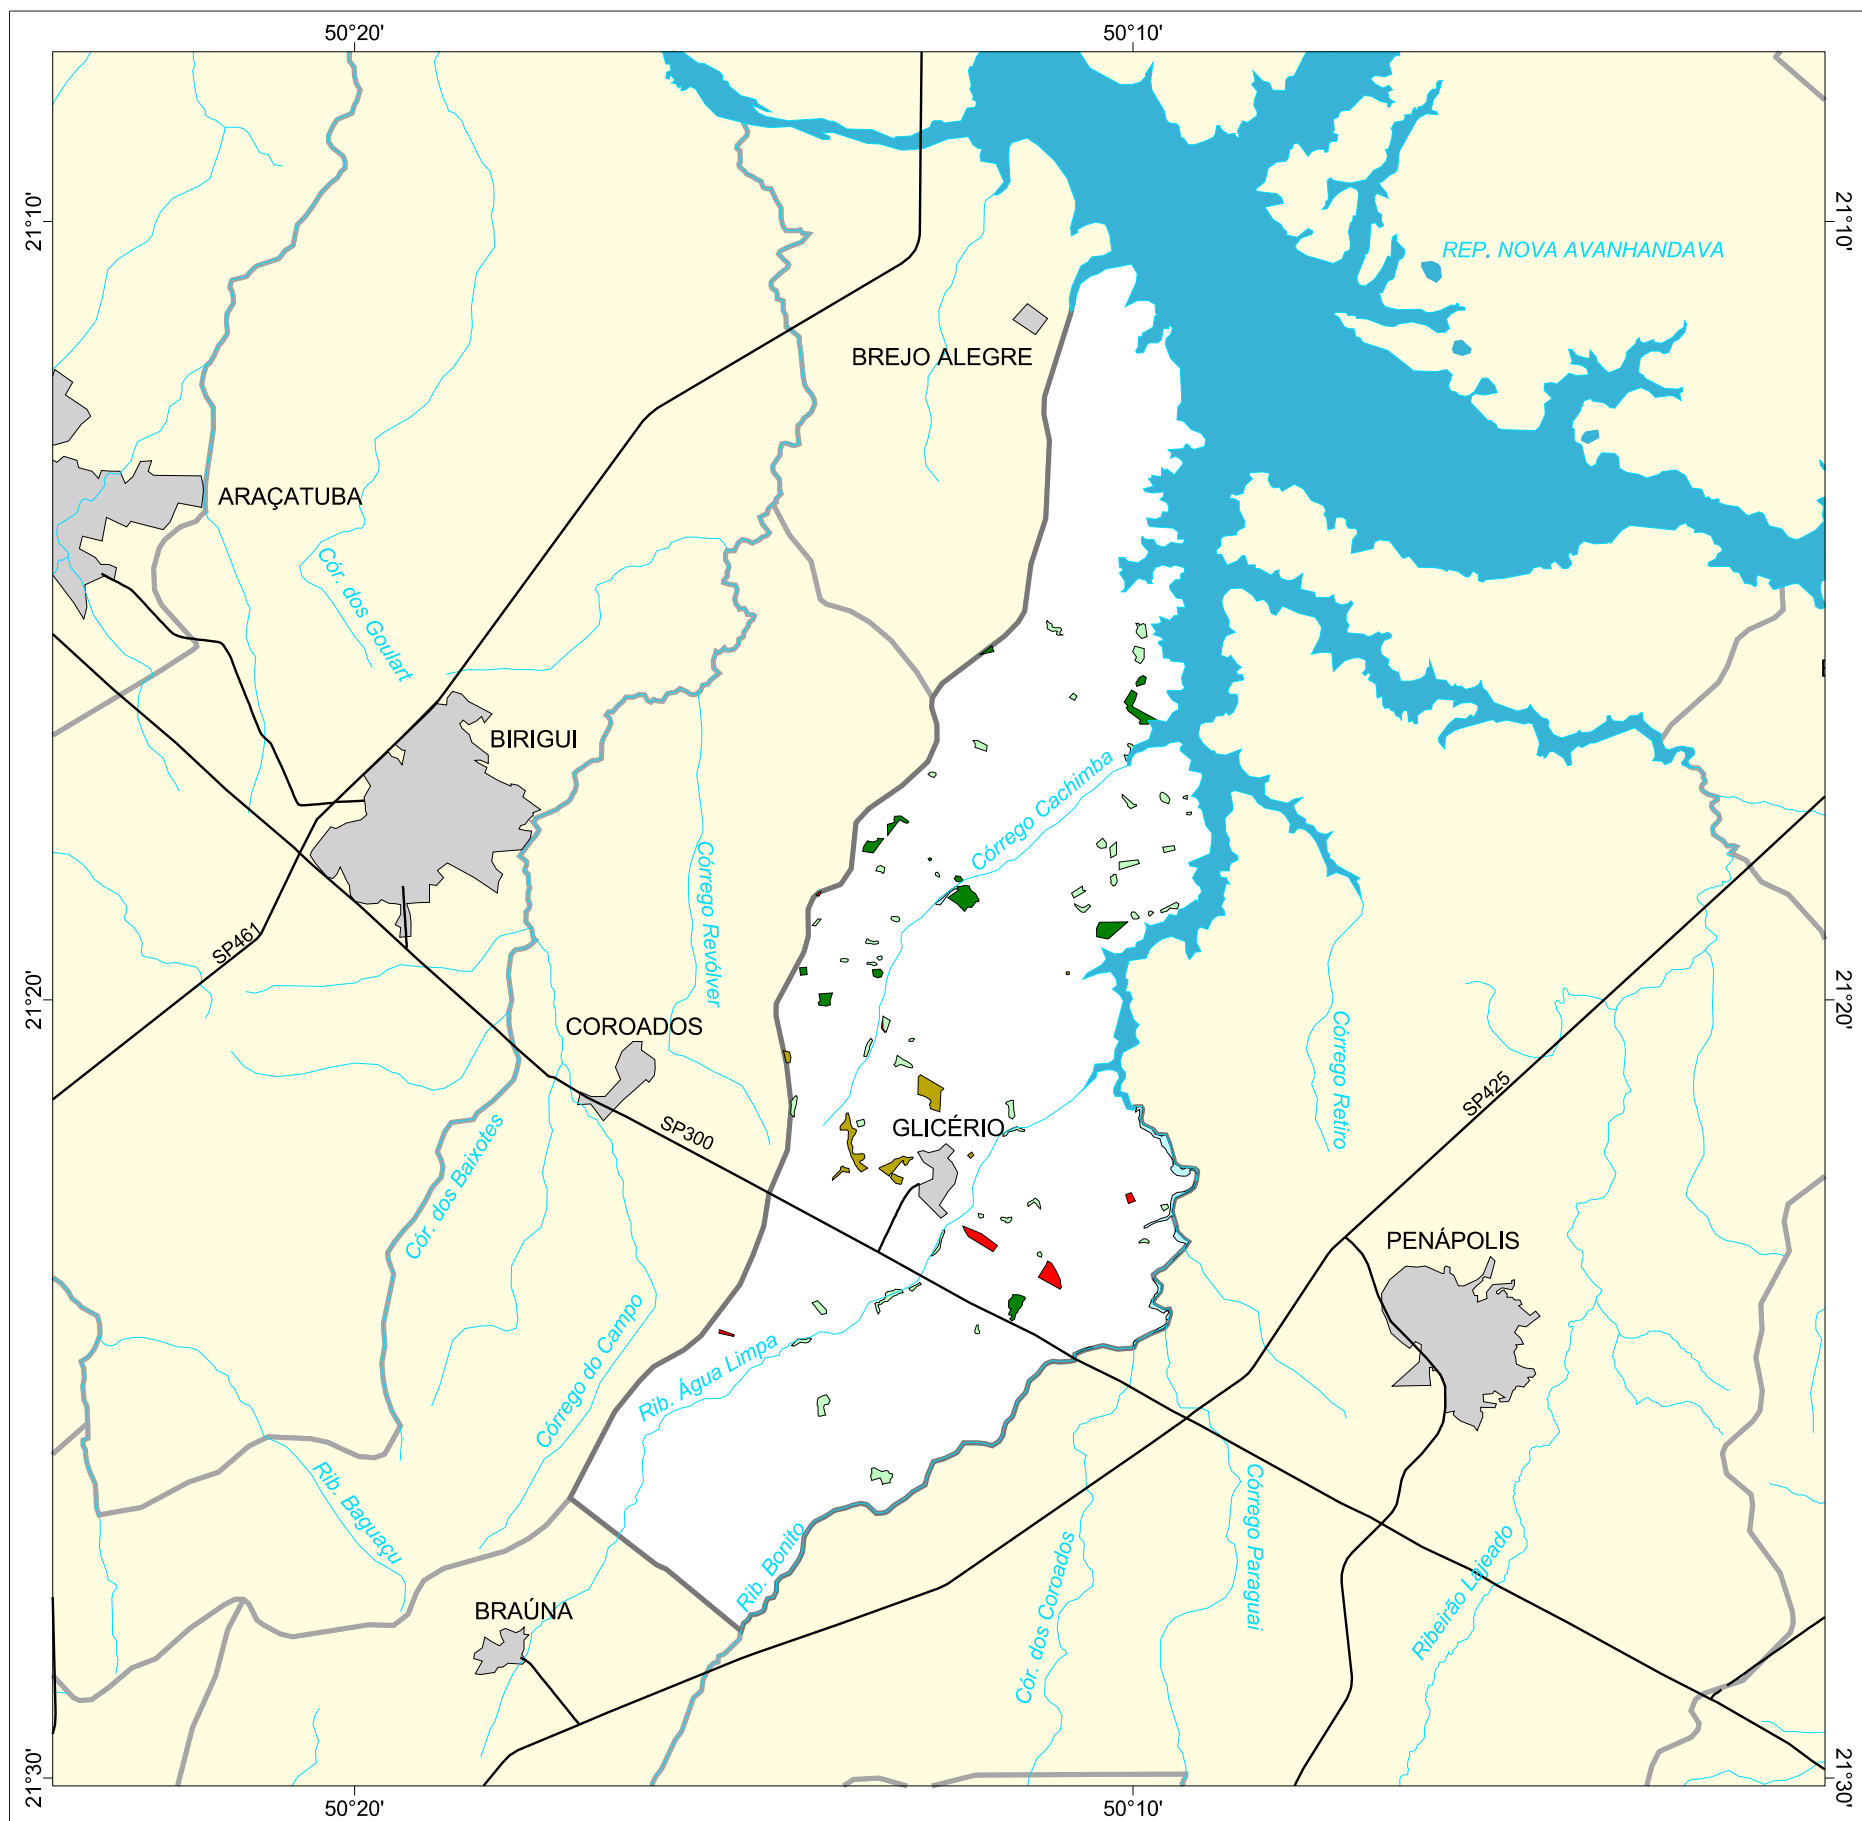 50°20'
50°10'
21°10'
21°10'
REP. NOVA AVANHANDAVA
BREJO ALEGRE
ARAÇATUBA
Cór. dos Goulart
BIRIGUI
Córrego Cachimba
Córrego Revólver
SP461
21°20'
21°20'
COROADOS
Córrego Retiro
SP425
SP300
GLICÉRIO
Cór. dos Baixotes
PENÁPOLIS
Córrego do Campo
Rib. Água Limpa
Rib. Baguaçu
Rib. Bonito
Córrego Paraguai
Cór. dos Coroados
Ribeirão Lajeado
BRAÚNA
21°30'
21°30'
50°20'
50°10'